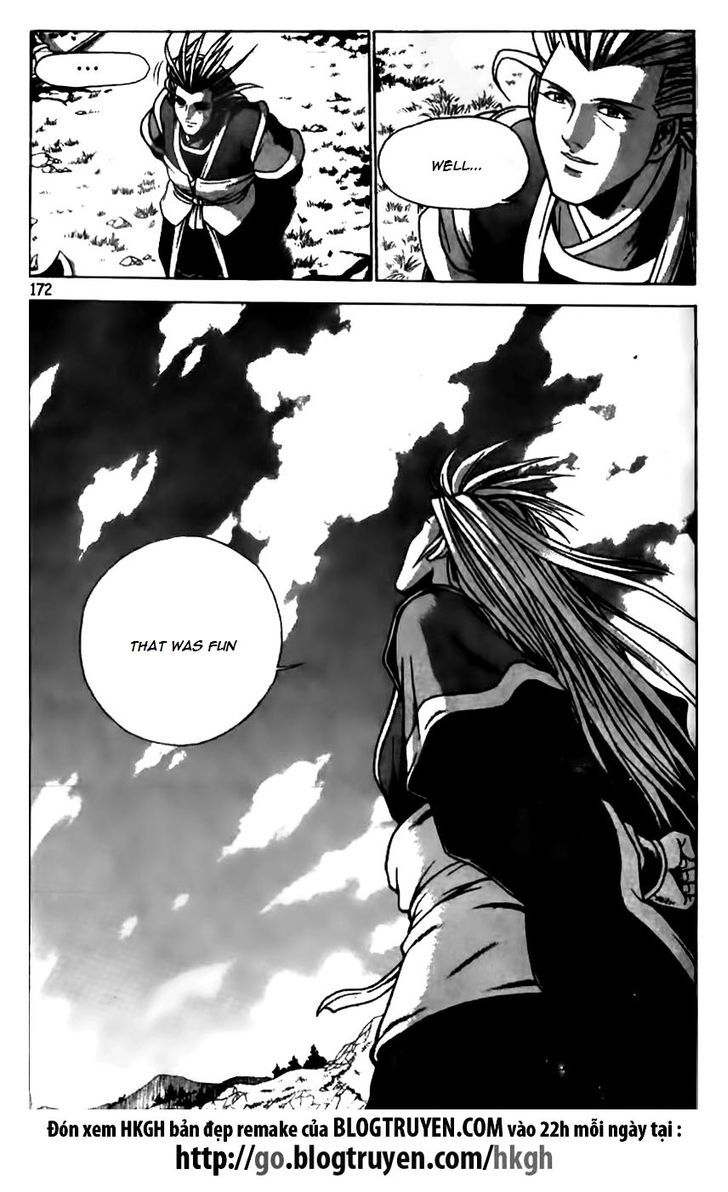 ...
WELL...
172
THAT WAS FUN
Đón xem HKGH bản đẹp remake của BLOGTRUYEN.COM vào 22h mỗi ngày tại :
http://go.blogtruyen.com/hkgh